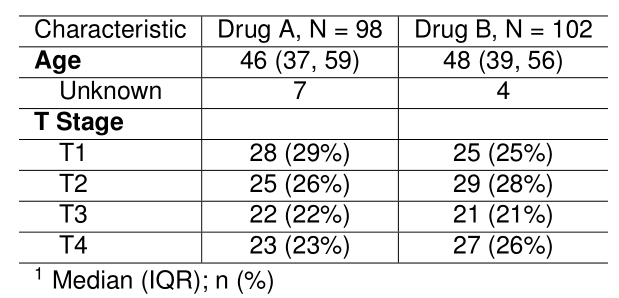 Characteristic Drug A, N = 98 Drug B, N = 102
Age 46 (37, 59) 48 (39, 56)
Unknown 7 4
T Stage
T1 28 (29%) 25 (25%)
T2 25 (26%) 29 (28%)
T3 22 (22%) 21 (21%)
T4 23 (23%) 27 (26%)
1 Median (IQR); n (%)